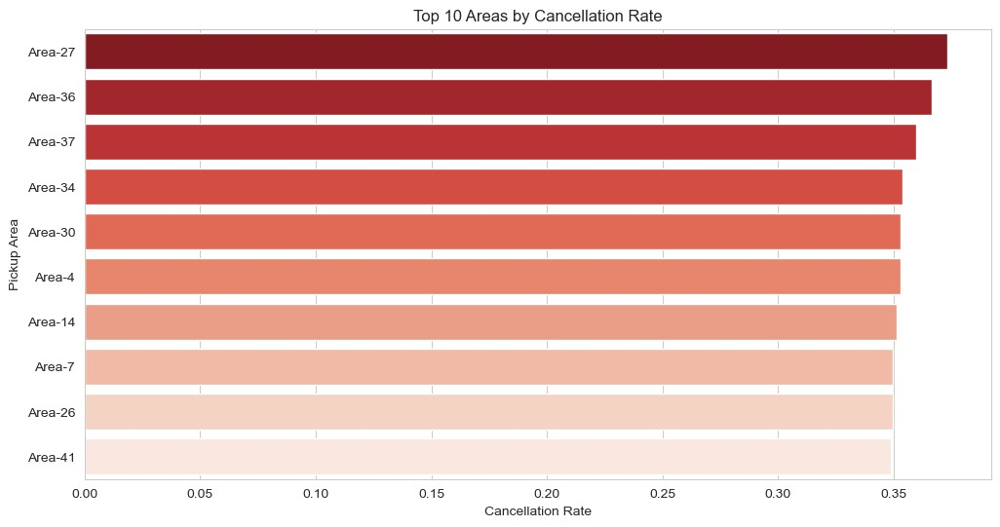 Top 10 Areas by Cancellation Rate
Pickup Area
Area-27
Area-36
Area-37
Area-34
Area-30
Area-4
Area-14
Area-7
Area-26
Area-41
0.00 0.05 0.10 0.15 0.20 0.25 0.30 0.35
Cancellation Rate